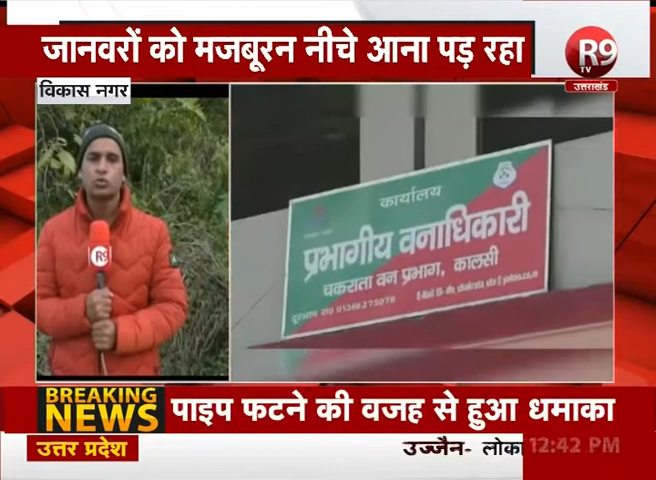 जानवरों को मजबूरन नीचे आना पड़ रहा
R9
TV
उत्तराखंड
विकास नगर
R9
कार्यालय
प्रभागीय वनाधिकारी
चकराता वन प्रभाग, कालसी
दूरभाष
BREAKING NEWS
पाइप फटने की वजह से हुआ धमाका
उत्तर प्रदेश
उज्जैन- लोका
12:42 PM